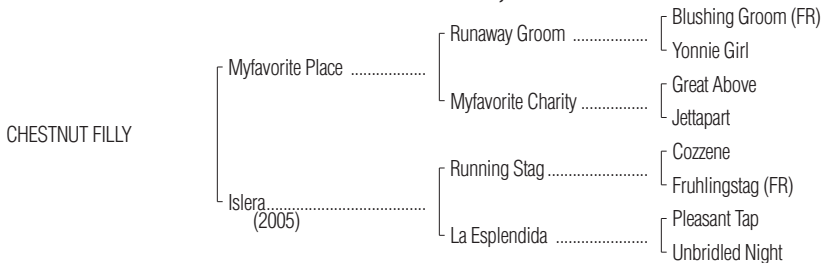 Blushing Groom (FR)
Runaway Groom ..................
Yonnie Girl
Myfavorite Place ..................
Great Above
Myfavorite Charity ................
Jettapart
CHESTNUT FILLY
Cozzene
Running Stag ........................
Fruhlingstag (FR)
Islera......................................
(2005)
Pleasant Tap
La Esplendida ......................
Unbridled Night